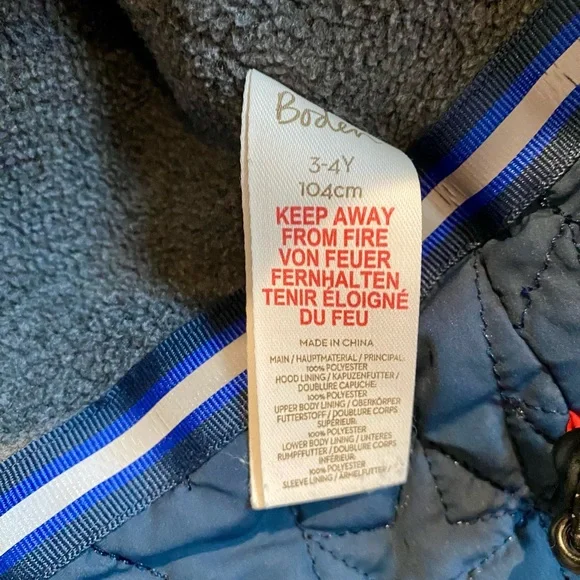 Boden
3-4Y
104cm
KEEP AWAY
FROM FIRE
VON FEUER
FERNHALTEN
TENIR ÉLOIGNÉ
DU FEU
MADE IN CHINA
MAIN / HAUPTMATERIAL / PRINCIPAL:
100% POLYESTER
HOOD LINING / KAPUZENFUTTER /
DOUBLURE CAPUCHE:
100% POLYESTER
UPPER BODY LINING / OBERKÖRPER
FUTTERSTOFF / DOUBLURE CORPS
SUPÉRIEUR:
100% POLYESTER
LOWER BODY LINING / UNTERES
RUMPFFUTTER / DOUBLURE CORPS
INFÉRIEUR:
100% POLYESTER
SLEEVE LINING / ÄRMELFUTTER /